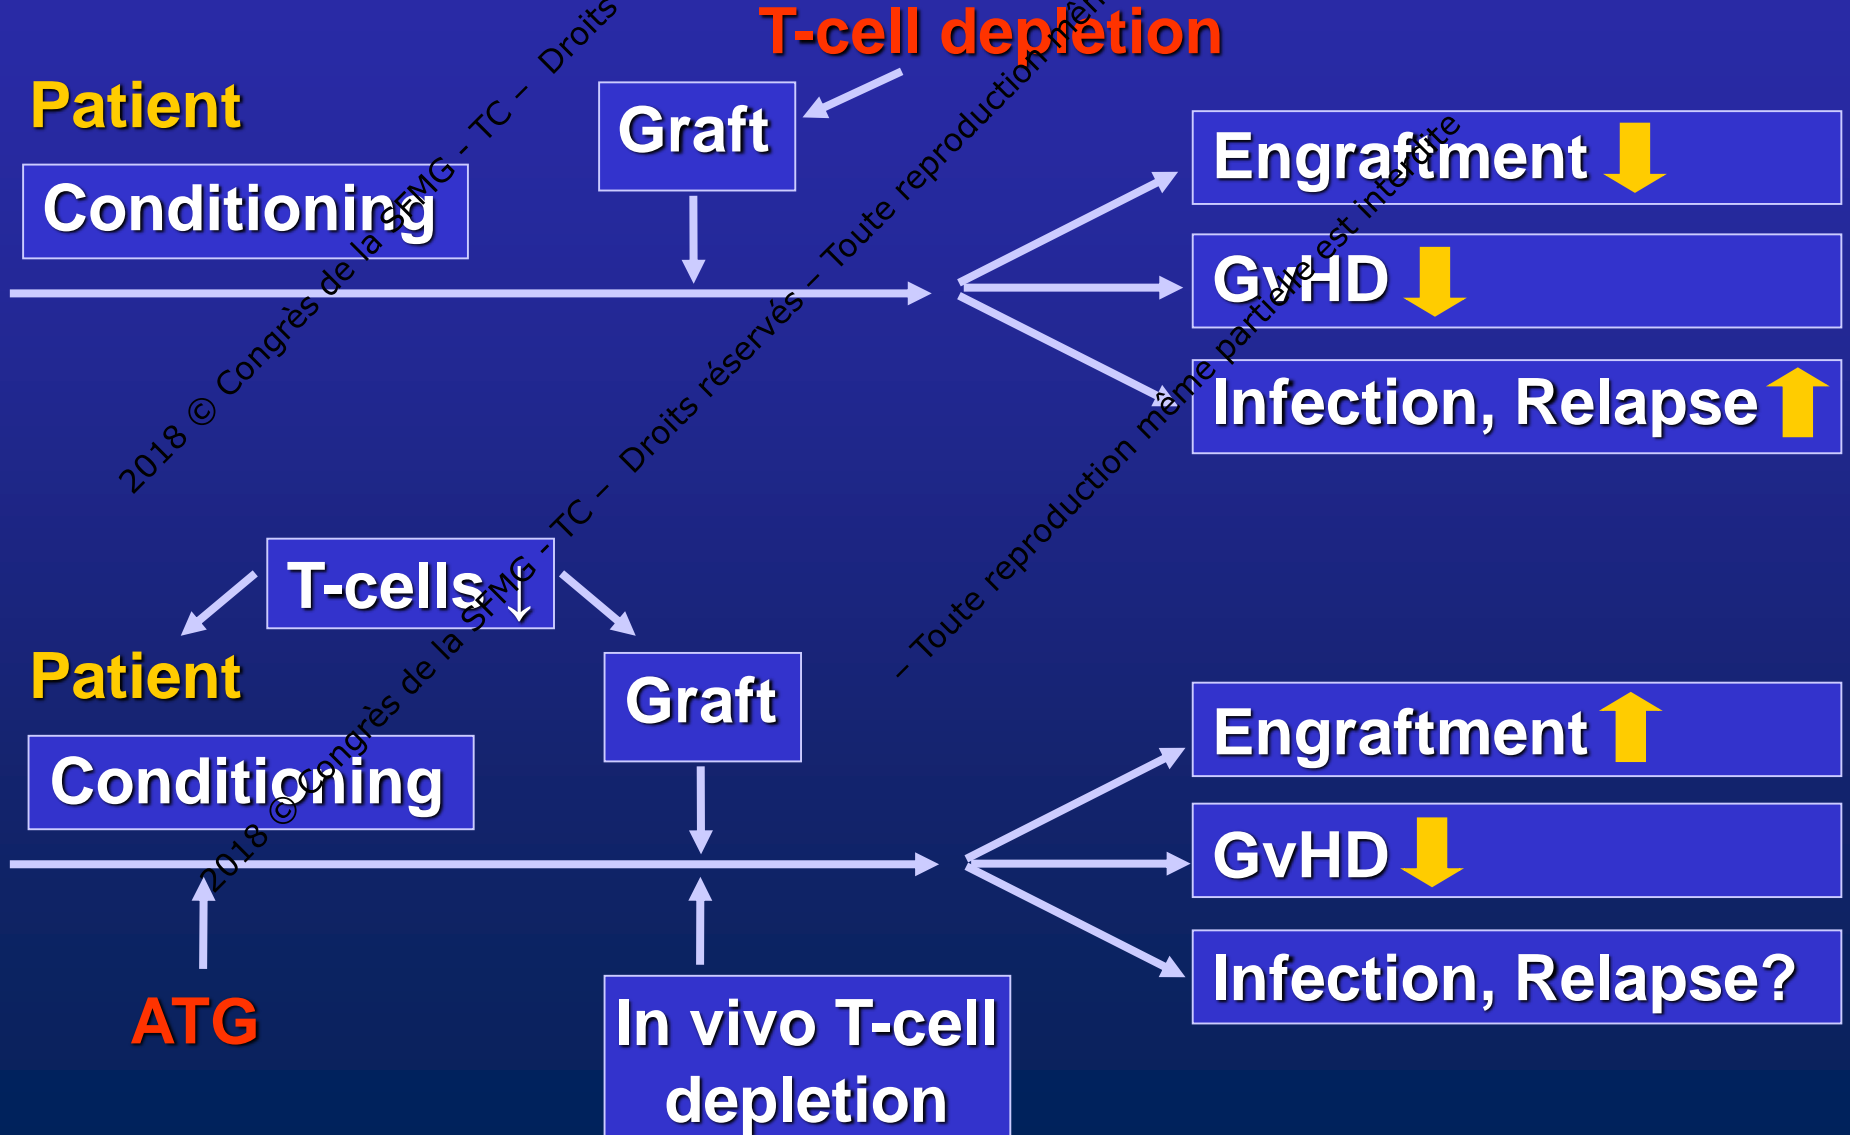 T-cell depletion
Patient
Graft
Conditioning
Engraftment
GvHD
Infection, Relapse
T-cells ↓
Patient
Graft
Conditioning
Engraftment
GvHD
Infection, Relapse?
ATG
In vivo T-cell
depletion
2018 © Congrès de la SFMG - TC – Droits
2018 © Congrès de la SFMG - TC – Droits réservés – Toute reproduction mêm
– Toute reproduction même partielle est interdite